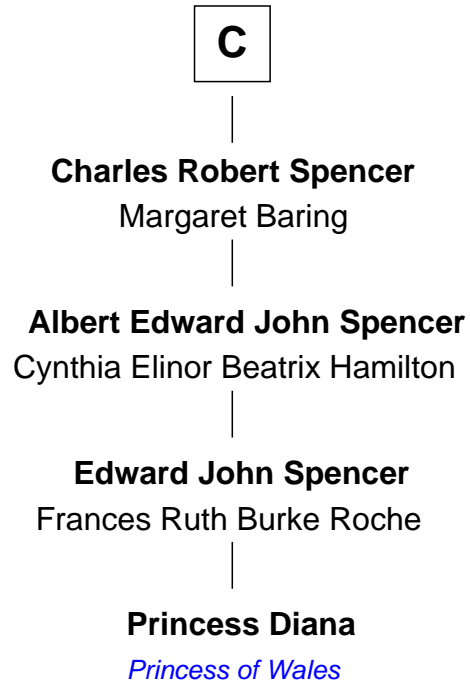 C
Charles Robert Spencer
Margaret Baring
Albert Edward John Spencer
Cynthia Elinor Beatrix Hamilton
Edward John Spencer
Frances Ruth Burke Roche
Princess Diana
Princess of Wales